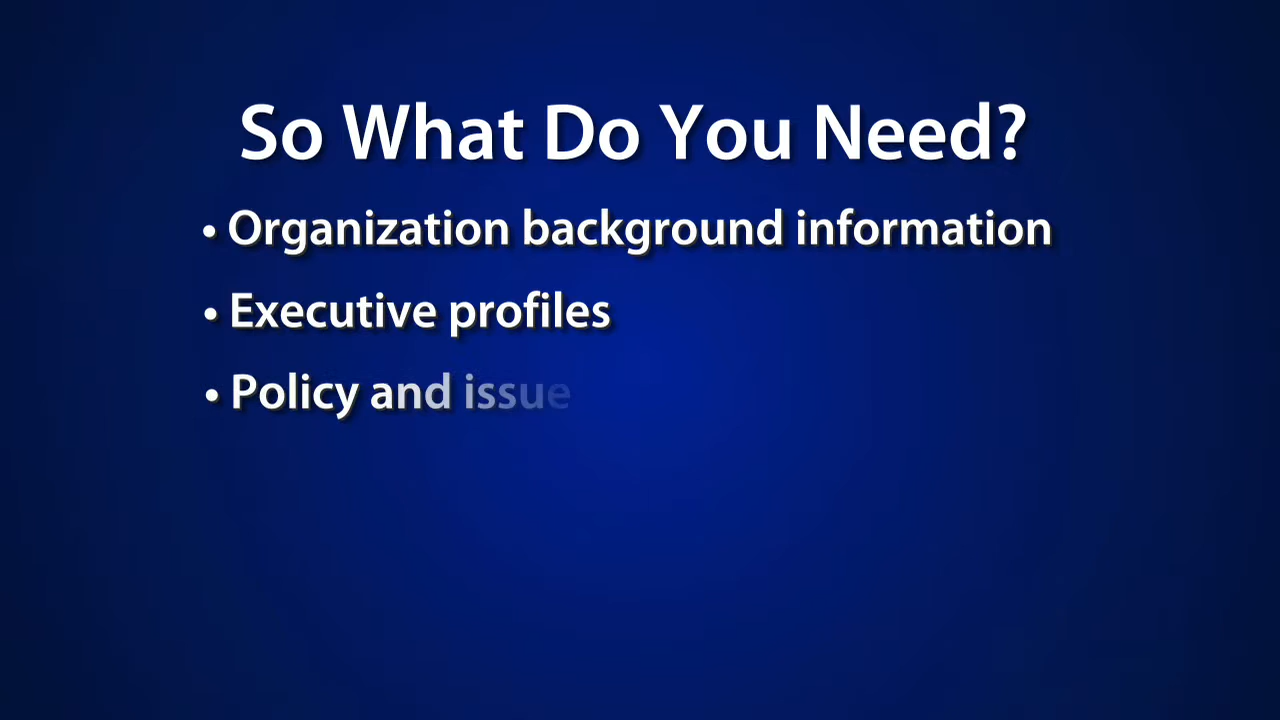 So What Do You Need?
• Organization background information
• Executive profiles
• Policy and issue